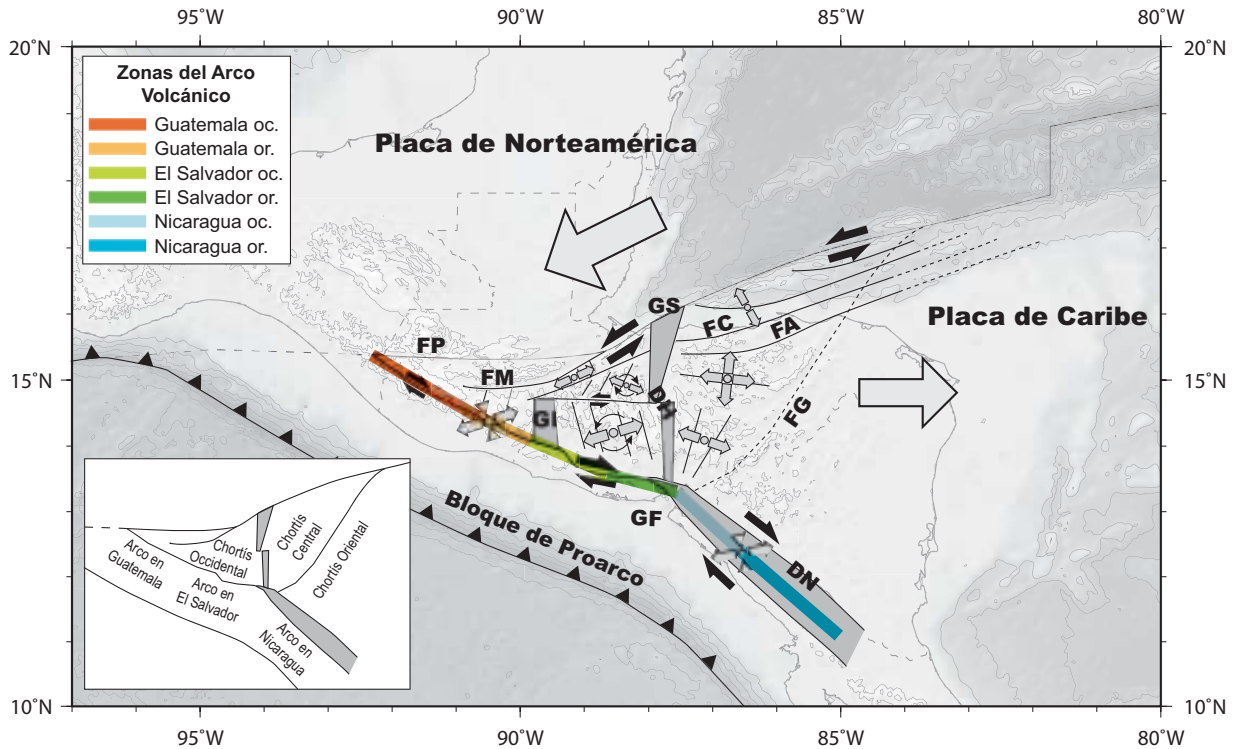 95°W
90°W
85°W
80°W
20°N
20°N
Zonas del Arco
Volcánico
Guatemala oc.
Guatemala or.
El Salvador oc.
El Salvador or.
Nicaragua oc.
Nicaragua or.
Placa de Norteamérica
GS
FC
FA
Placa de Caribe
FP
FM
15°N
15°N
DH
GI
FG
GF
Bloque de Proarco
DN
Chortis
Occidental
Chortis
Central
Chortis Oriental
Arco en
Guatemala
Arco en
El Salvador
Arco en
Nicaragua
10°N
10°N
95°W
90°W
85°W
80°W